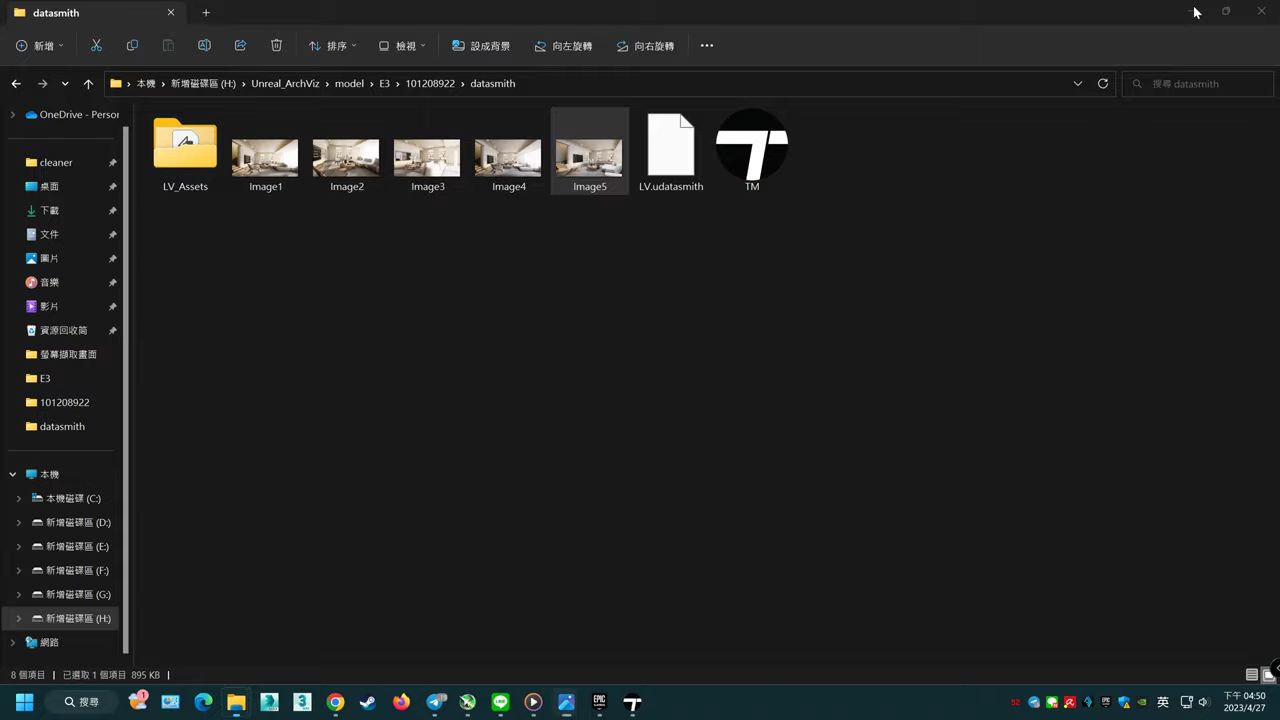 datasmith
新增
排序
檢視
設成背景
向左旋轉
向右旋轉
本機 > 新增磁碟區 (H:) > Unreal_ArchViz > model > E3 > 101208922 > datasmith
搜尋 datasmith
OneDrive - Person
cleaner
桌面
下載
文件
圖片
音樂
影片
資源回收筒
螢幕擷取畫面
E3
101208922
datasmith
本機
本機磁碟 (C:)
新增磁碟區 (D:)
新增磁碟區 (E:)
新增磁碟區 (F:)
新增磁碟區 (G:)
新增磁碟區 (H:)
網路
LV_Assets
Image1
Image2
Image3
Image4
Image5
LV.udatasmith
TM
8 個項目
已選取 1 個項目 895 KB
搜尋
1
3
EPIC
52
英
下午 04:50
2023/4/27